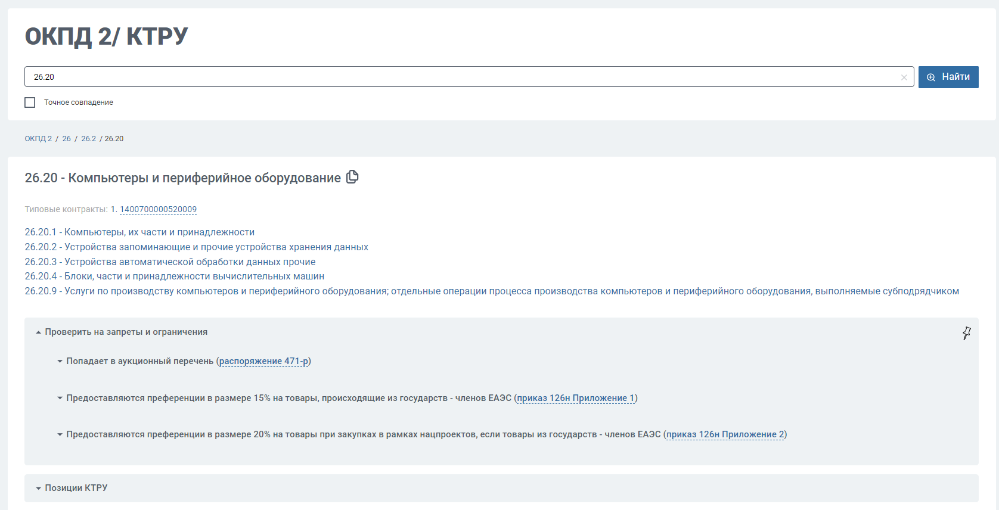 ОКПД 2/ КТРУ
26.20
Найти
Точное совпадение
ОКПД 2 / 26 / 26.2 / 26.20
26.20 - Компьютеры и периферийное оборудование
Типовые контракты: 1. 1400700000520009
26.20.1 - Компьютеры, их части и принадлежности
26.20.2 - Устройства запоминающие и прочие устройства хранения данных
26.20.3 - Устройства автоматической обработки данных прочие
26.20.4 - Блоки, части и принадлежности вычислительных машин
26.20.9 - Услуги по производству компьютеров и периферийного оборудования; отдельные операции процесса производства компьютеров и периферийного оборудования, выполняемые субподрядчиком
Проверить на запреты и ограничения
Попадает в аукционный перечень (распоряжение 471-р)
Предоставляются преференции в размере 15% на товары, происходящие из государств - членов ЕАЭС (приказ 126н Приложение 1)
Предоставляются преференции в размере 20% на товары при закупках в рамках нацпроектов, если товары из государств - членов ЕАЭС (приказ 126н Приложение 2)
Позиции КТРУ